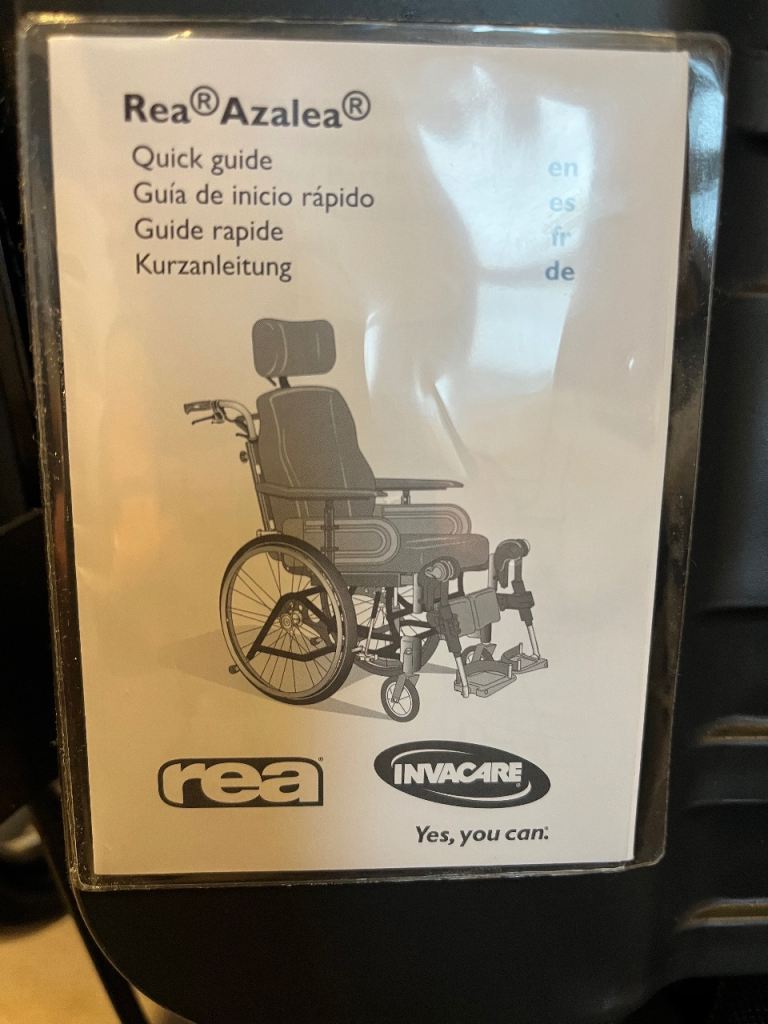 Rea® Azalea®
Quick guide en
Guía de inicio rápido es
Guide rapide fr
Kurzanleitung de
rea®
INVACARE®
Yes, you can.®